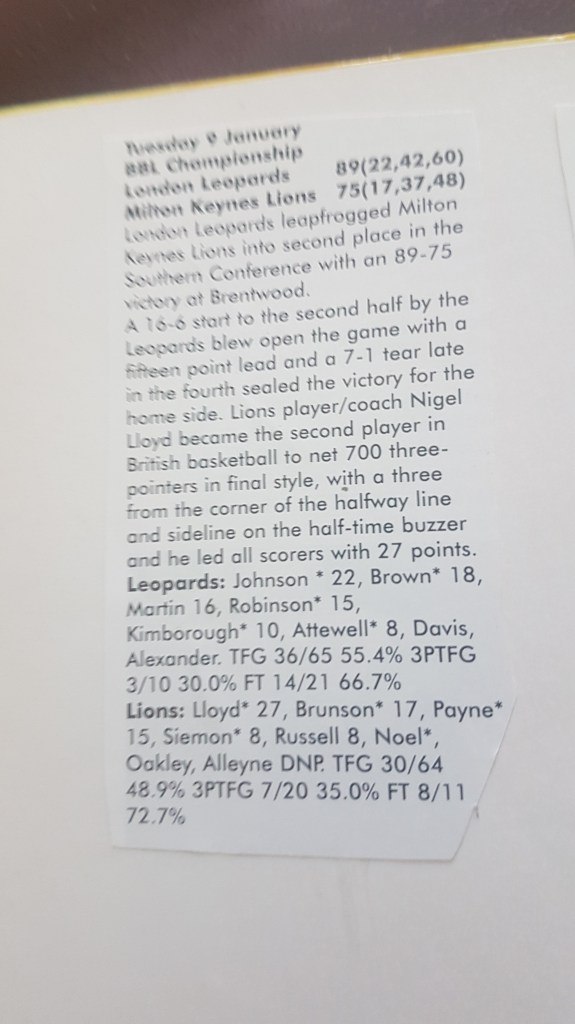 Tuesday 9 January
BBL Championship
London Leopards 89(22,42,60)
Milton Keynes Lions 75(17,37,48)
London Leopards leapfrogged Milton
Keynes Lions into second place in the
Southern Conference with an 89-75
victory at Brentwood.
A 16-6 start to the second half by the
Leopards blew open the game with a
fifteen point lead and a 7-1 tear late
in the fourth sealed the victory for the
home side. Lions player/coach Nigel
Lloyd became the second player in
British basketball to net 700 three-
pointers in final style, with a three
from the corner of the halfway line
and sideline on the half-time buzzer
and he led all scorers with 27 points.
Leopards: Johnson * 22, Brown* 18,
Martin 16, Robinson* 15,
Kimborough* 10, Attewell* 8, Davis,
Alexander. TFG 36/65 55.4% 3PTFG
3/10 30.0% FT 14/21 66.7%
Lions: Lloyd* 27, Brunson* 17, Payne*
15, Siemon* 8, Russell 8, Noel*,
Oakley, Alleyne DNP. TFG 30/64
48.9% 3PTFG 7/20 35.0% FT 8/11
72.7%